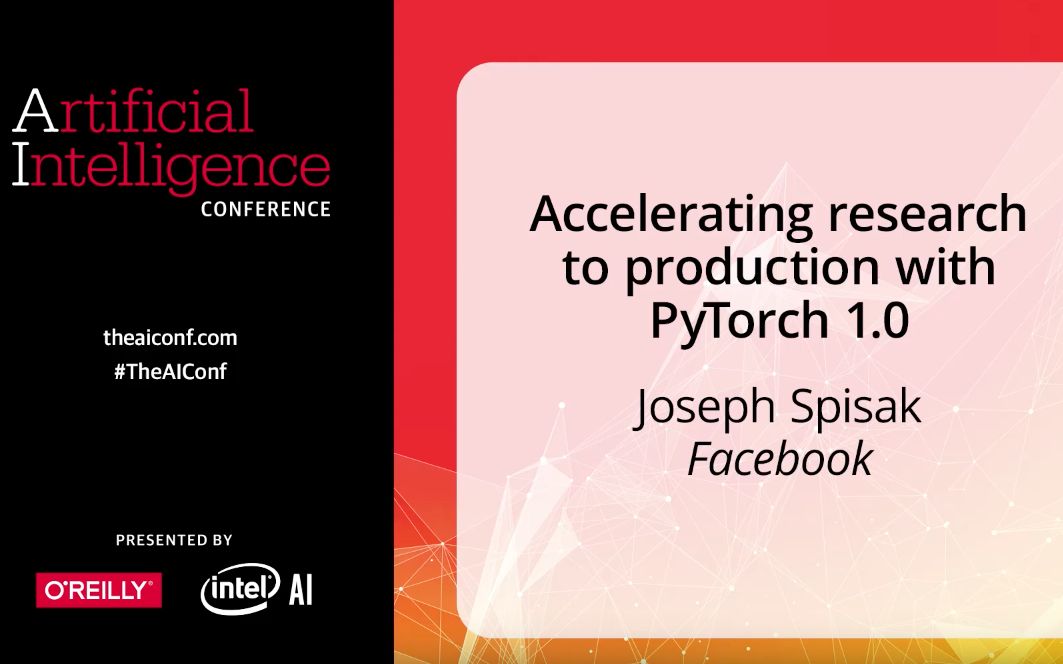 Artificial
Intelligence
CONFERENCE
theaiconf.com
#TheAIConf
PRESENTED BY
O'REILLY®
intel® AI
Accelerating research
to production with
PyTorch 1.0
Joseph Spisak
Facebook